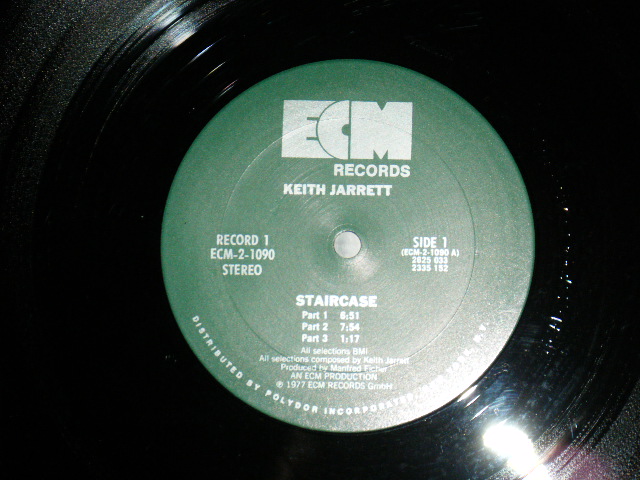 ECM
RECORDS
KEITH JARRETT
RECORD 1
ECM-2-1090
STEREO
SIDE 1
(ECM-2-1090 A)
2625 033
2335 152
STAIRCASE
Part 1 6:51
Part 2 7:54
Part 3 1:17
All selections BMI
All selections composed by Keith Jarrett
Produced by Manfred Eicher
AN ECM PRODUCTION
℗ 1977 ECM RECORDS GmbH
DISTRIBUTED BY POLYDOR INCORPORATED N.Y.